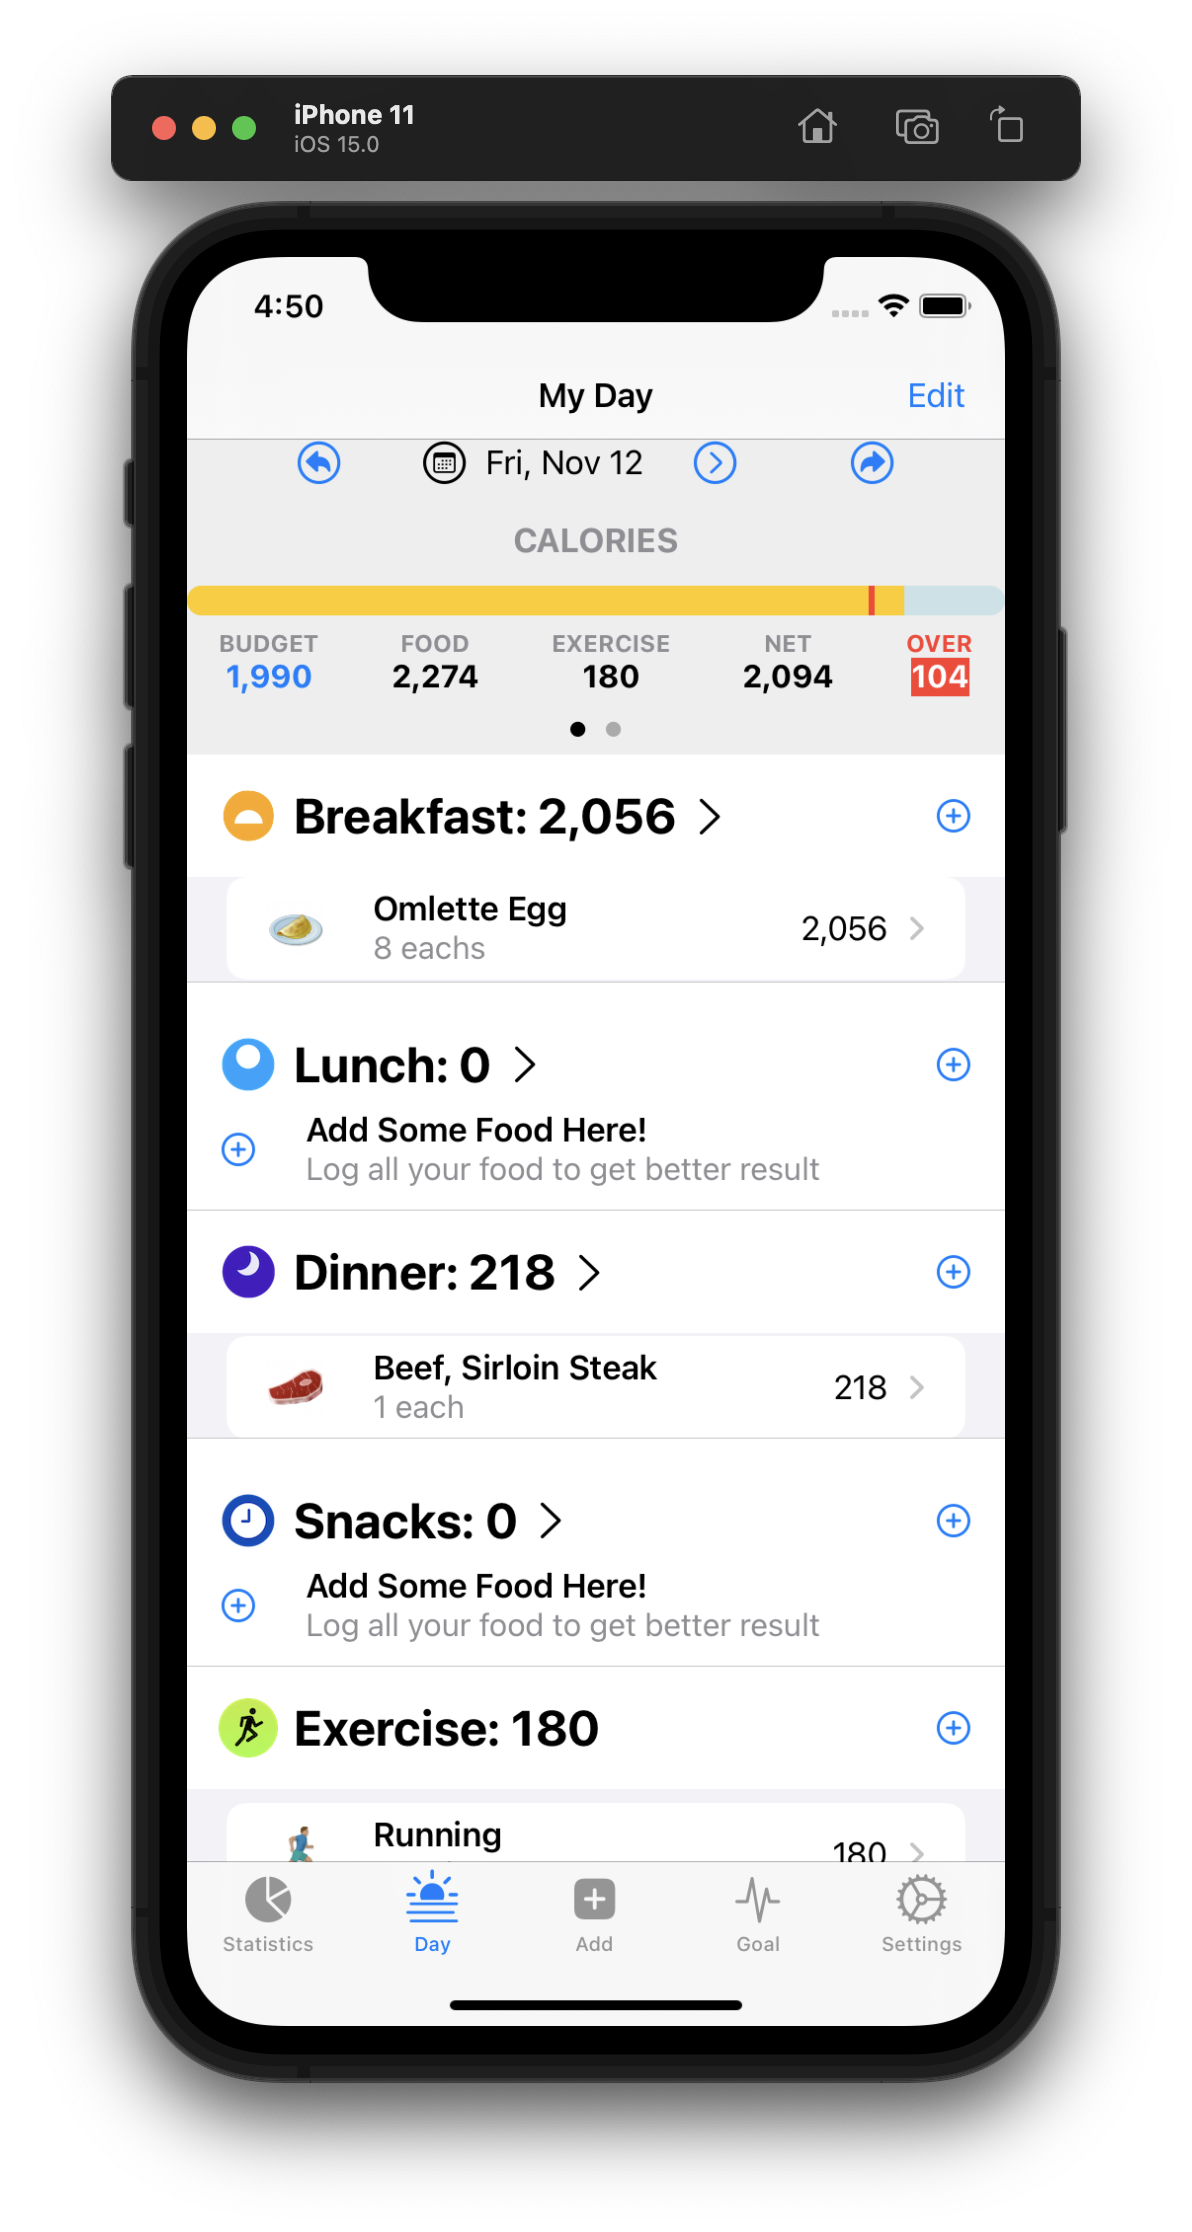 iPhone 11
iOS 15.0
4:50
My Day
Edit
Fri, Nov 12
CALORIES
BUDGET FOOD EXERCISE NET OVER
1,990 2,274 180 2,094 104
Breakfast: 2,056
Omlette Egg
8 eachs
2,056
Lunch: 0
Add Some Food Here!
Log all your food to get better result
Dinner: 218
Beef, Sirloin Steak
1 each
218
Snacks: 0
Add Some Food Here!
Log all your food to get better result
Exercise: 180
Running
180
Statistics Day Add Goal Settings